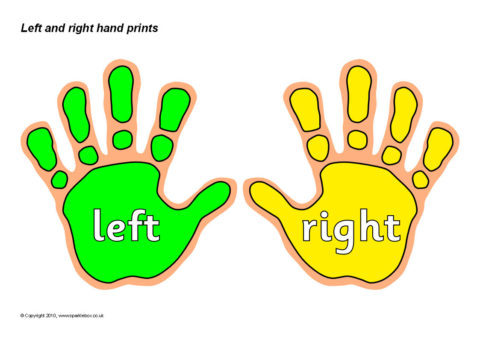 Left and right hand prints
left
right
© Copyright 2010, www.sparklebox.co.uk